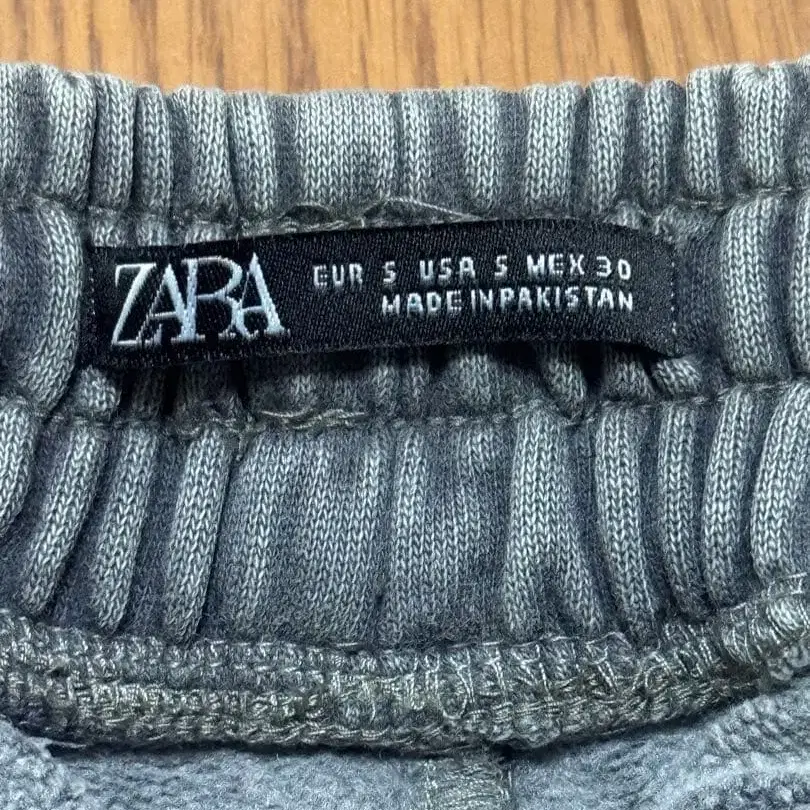 ZARA
EUR S USA S MEX 30
MADE IN PAKISTAN